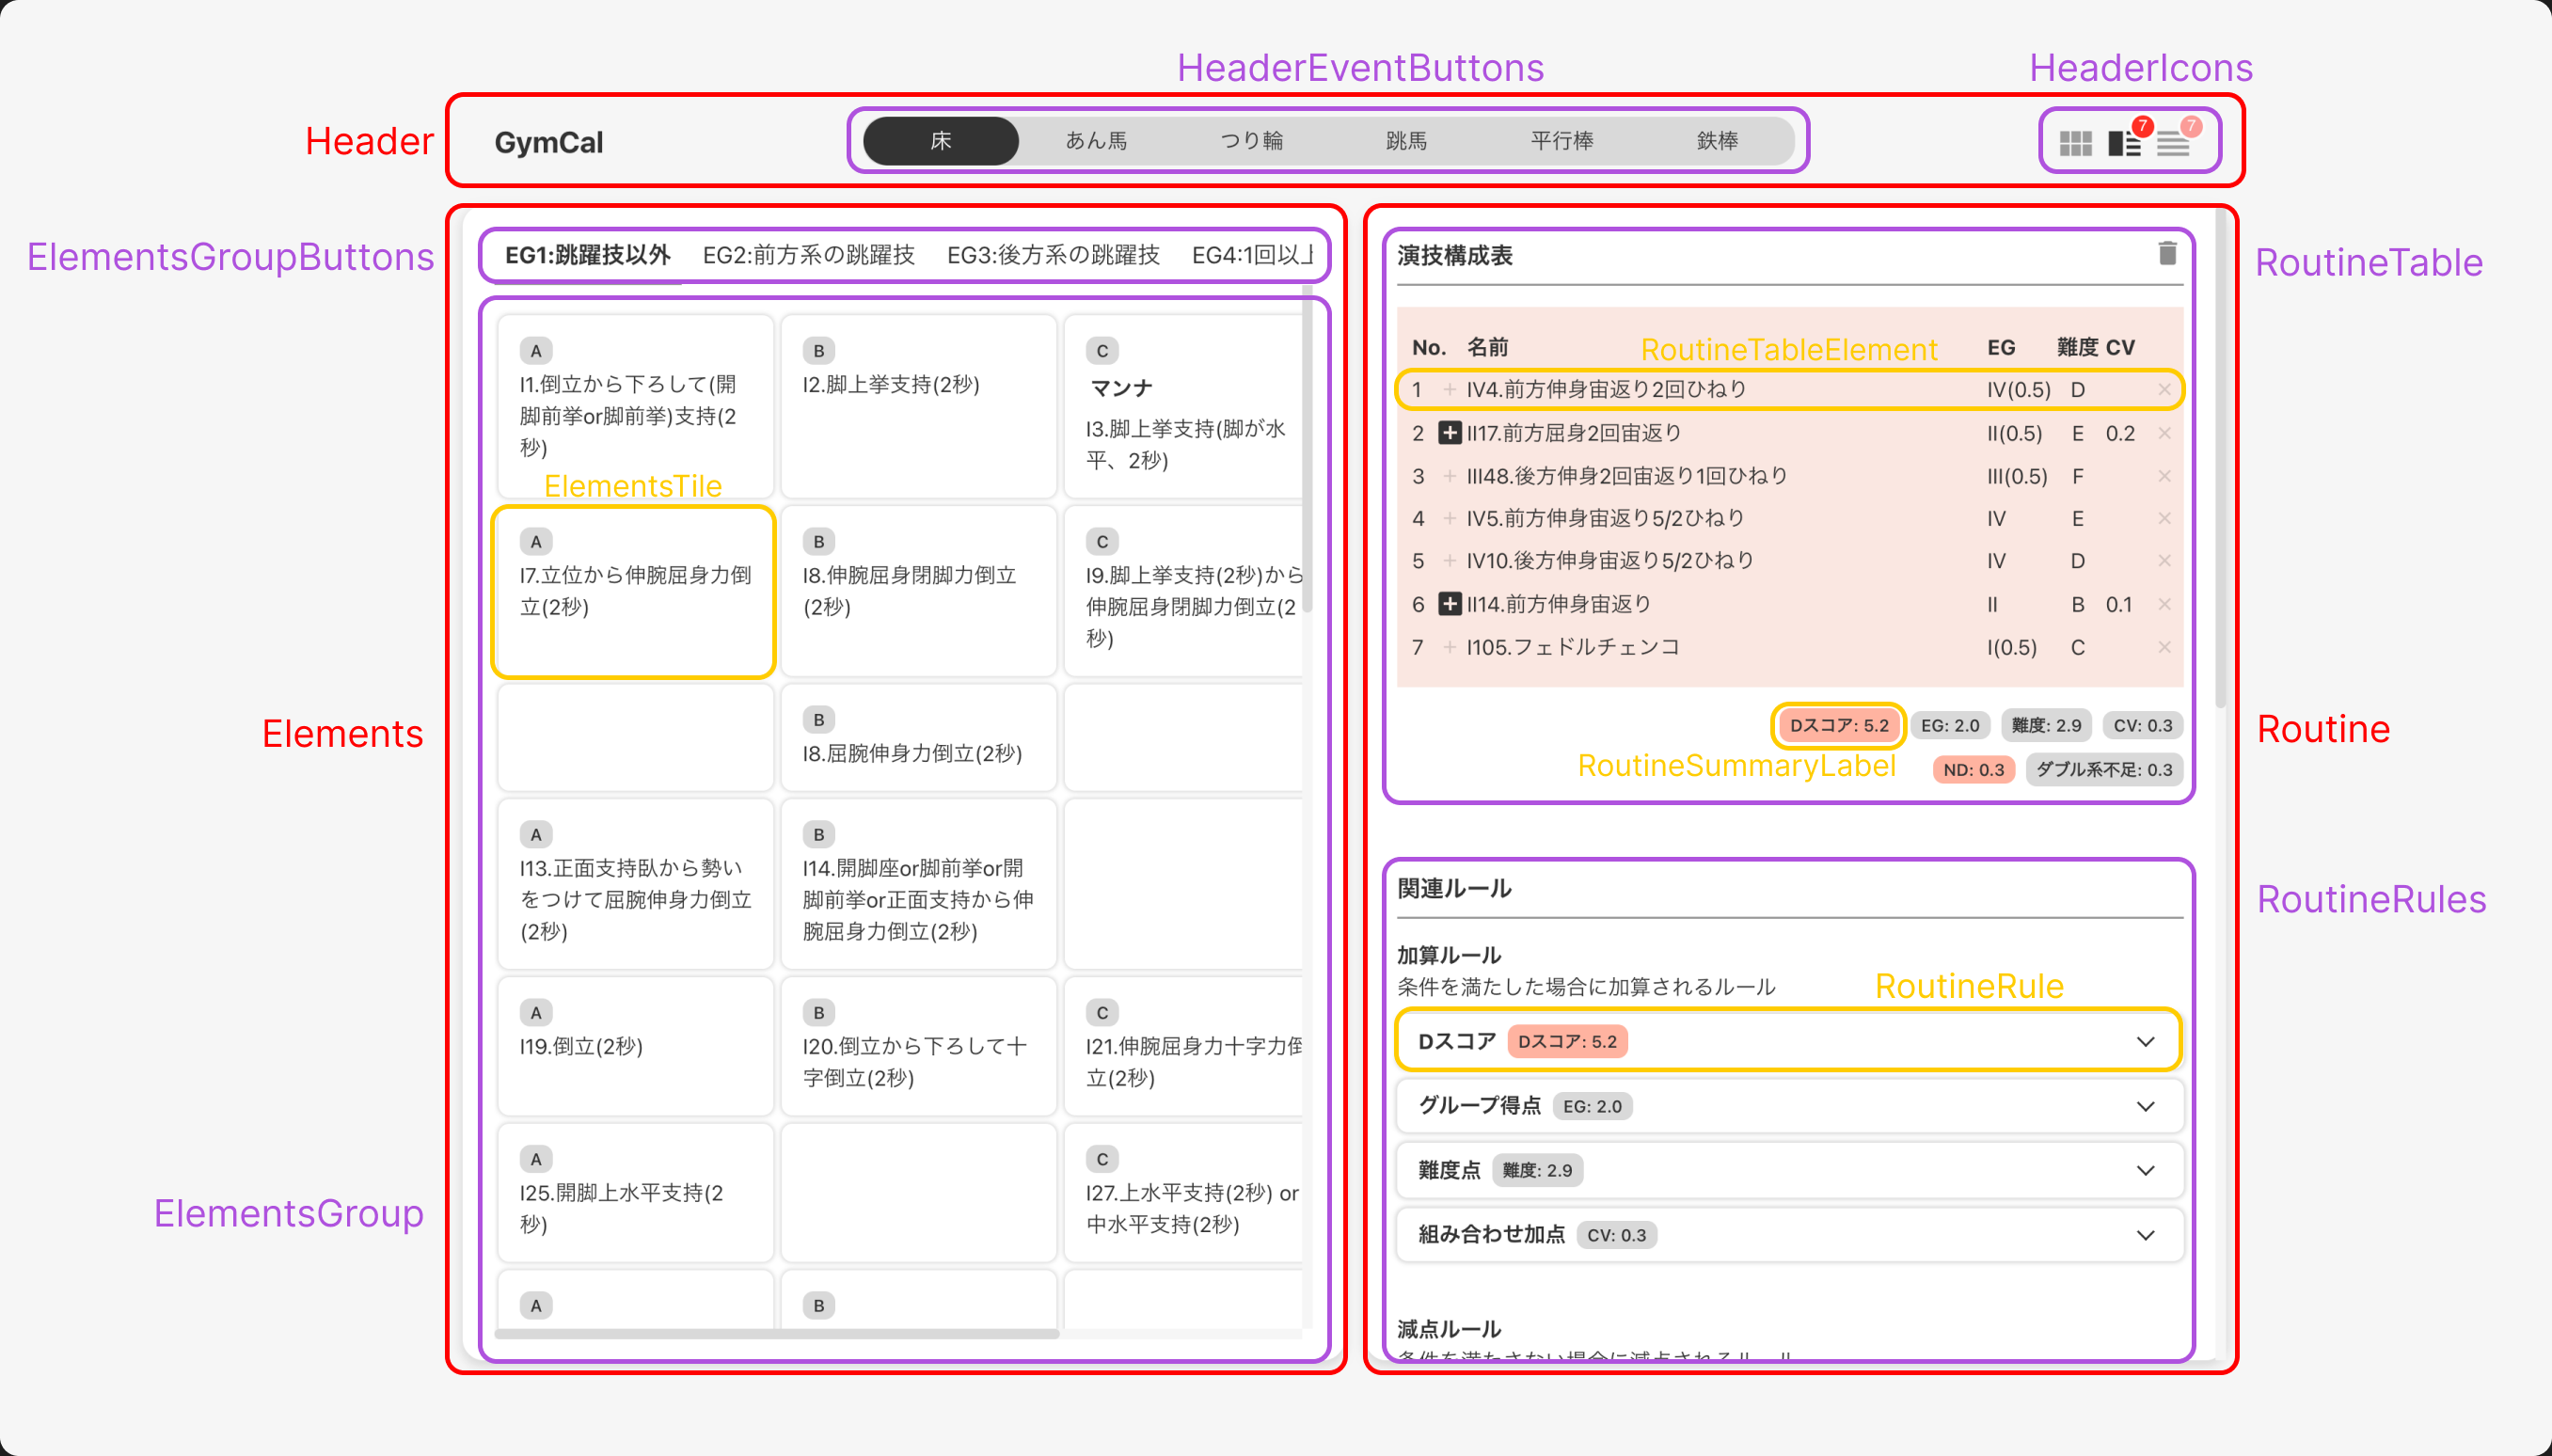 HeaderEventButtons
HeaderIcons
Header
GymCal
床 あん馬 つり輪 跳馬 平行棒 鉄棒
7 7
ElementsGroupButtons
EG1:跳躍技以外 EG2:前方系の跳躍技 EG3:後方系の跳躍技 EG4:1回以上
A
I1.倒立から下ろして(開
脚前挙or脚前挙)支持(2
秒)
B
I2.脚上挙支持(2秒)
C
マンナ
I3.脚上挙支持(脚が水
平、2秒)
ElementsTile
A
I7.立位から伸腕屈身力倒
立(2秒)
B
I8.伸腕屈身閉脚力倒立
(2秒)
C
I9.脚上挙支持(2秒)から
伸腕屈身閉脚力倒立(2
秒)
Elements
B
I8.屈腕伸身力倒立(2秒)
A
I13.正面支持臥から勢い
をつけて屈腕伸身力倒立
(2秒)
B
I14.開脚座or脚前挙or開
脚前挙or正面支持から伸
腕屈身力倒立(2秒)
A
I19.倒立(2秒)
B
I20.倒立から下ろして十
字倒立(2秒)
C
I21.伸腕屈身力十字力倒
立(2秒)
ElementsGroup
A
I25.開脚上水平支持(2
秒)
C
I27.上水平支持(2秒) or
中水平支持(2秒)
A
B
演技構成表
RoutineTable
No. 名前 EG 難度 CV
RoutineTableElement
1 + IV4.前方伸身宙返り2回ひねり IV(0.5) D ×
2 + II17.前方屈身2回宙返り II(0.5) E 0.2 ×
3 + III48.後方伸身2回宙返り1回ひねり III(0.5) F ×
4 + IV5.前方伸身宙返り5/2ひねり IV E ×
5 + IV10.後方伸身宙返り5/2ひねり IV D ×
6 + II14.前方伸身宙返り II B 0.1 ×
7 + I105.フェドルチェンコ I(0.5) C ×
Dスコア: 5.2 EG: 2.0 難度: 2.9 CV: 0.3
Routine
RoutineSummaryLabel
ND: 0.3 ダブル系不足: 0.3
関連ルール
RoutineRules
加算ルール
条件を満たした場合に加算されるルール
RoutineRule
Dスコア Dスコア: 5.2
グループ得点 EG: 2.0
難度点 難度: 2.9
組み合わせ加点 CV: 0.3
減点ルール
条件を満たさない場合に減点されるルール